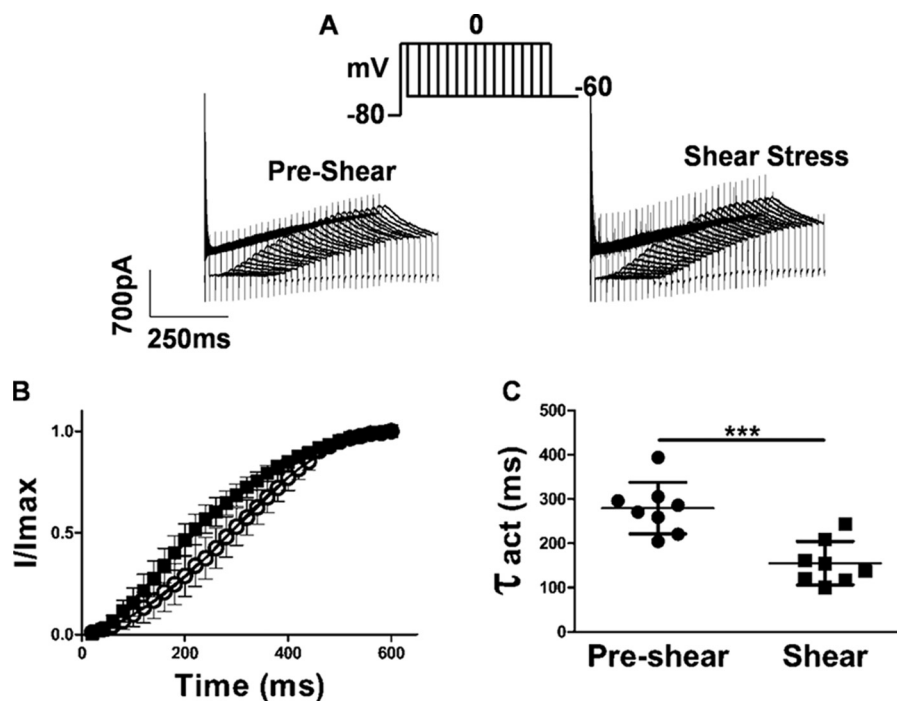 A
0
mV
-80
-60
Pre-Shear
Shear Stress
700pA
250ms
B
I/Imax
1.0
0.5
0.0
0
200
400
600
Time (ms)
C
τ act (ms)
500
400
300
200
100
0
***
Pre-shear
Shear